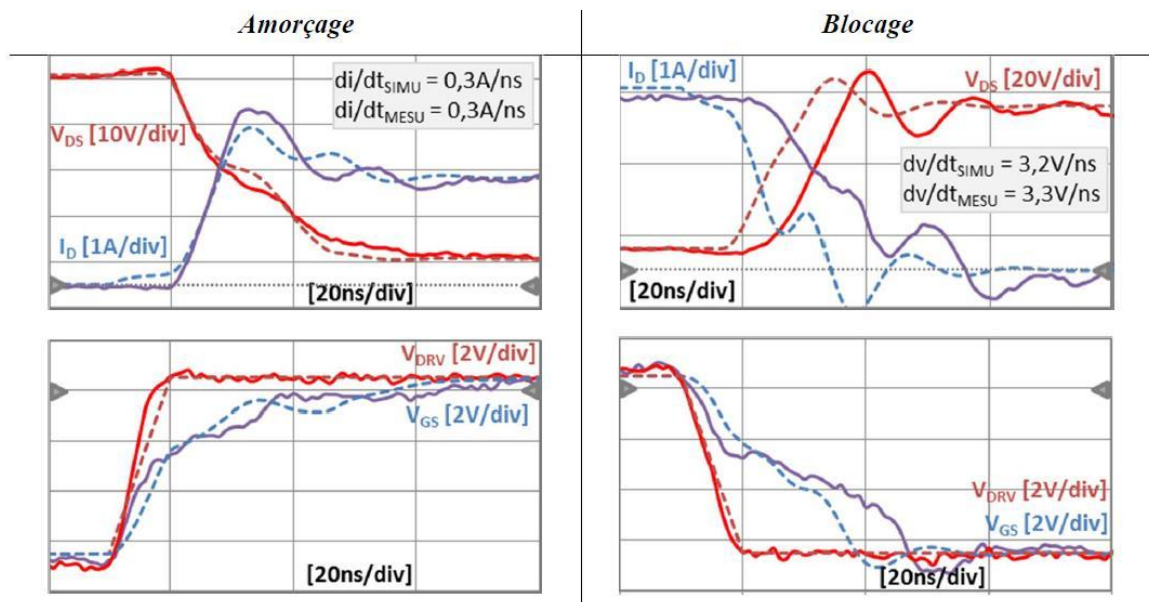 Amorçage
Blocage
di/dtSIMU = 0,3A/ns
di/dtMESU = 0,3A/ns
VDS [10V/div]
ID [1A/div]
[20ns/div]
ID [1A/div]
VDS [20V/div]
dv/dtSIMU = 3,2V/ns
dv/dtMESU = 3,3V/ns
[20ns/div]
VDRV [2V/div]
VGS [2V/div]
[20ns/div]
VDRV [2V/div]
VGS [2V/div]
[20ns/div]